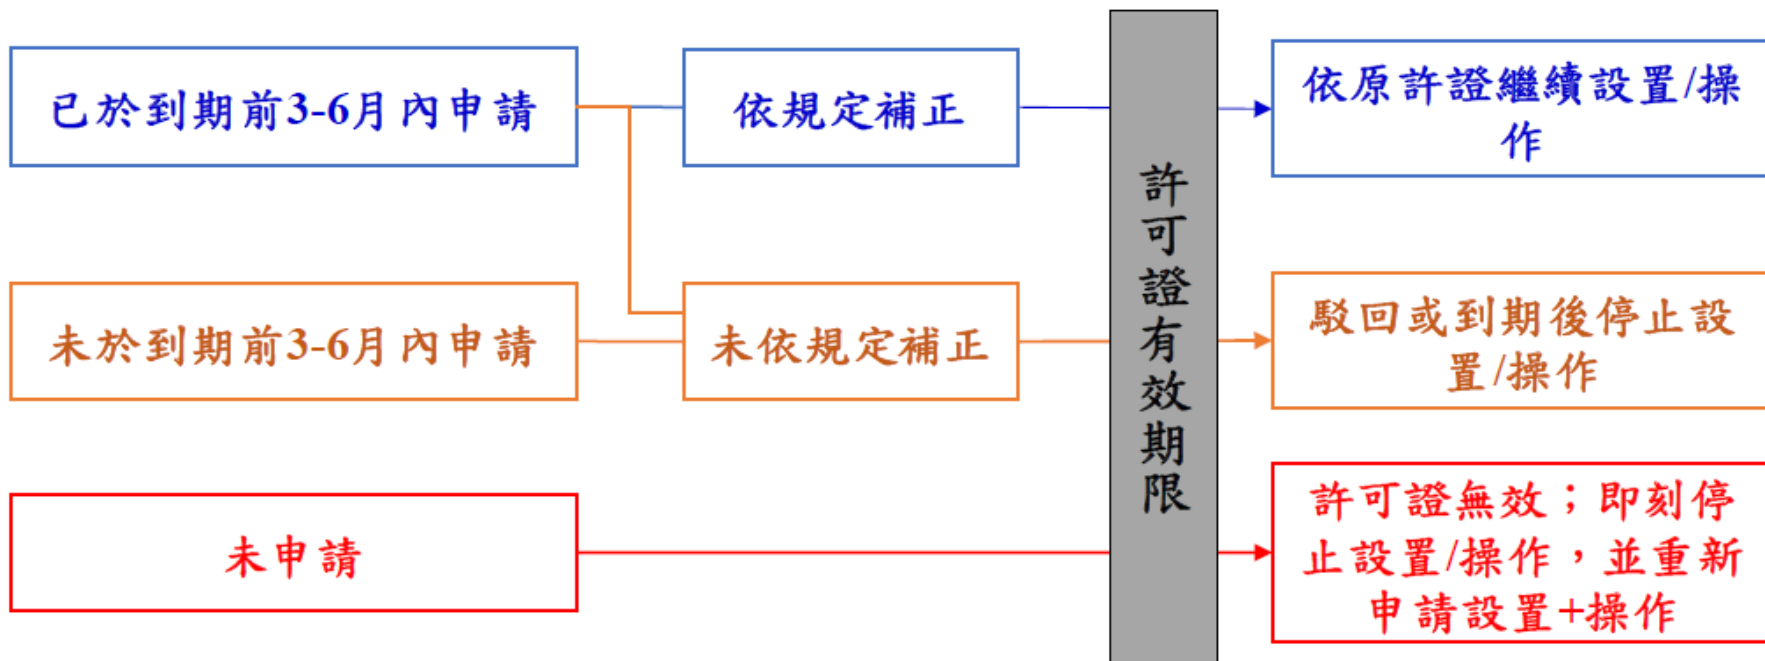 已於到期前3-6月內申請
依規定補正
依原許證繼續設置/操
作
未於到期前3-6月內申請
未依規定補正
駁回或到期後停止設
置/操作
未申請
許可證無效；即刻停
止設置/操作，並重新
申請設置+操作
許可證有效期限